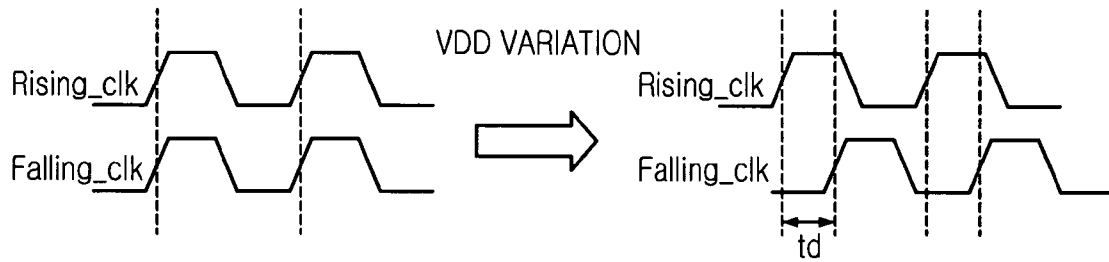 VDD VARIATION
Rising_clk
Falling_clk
Rising_clk
Falling_clk
td